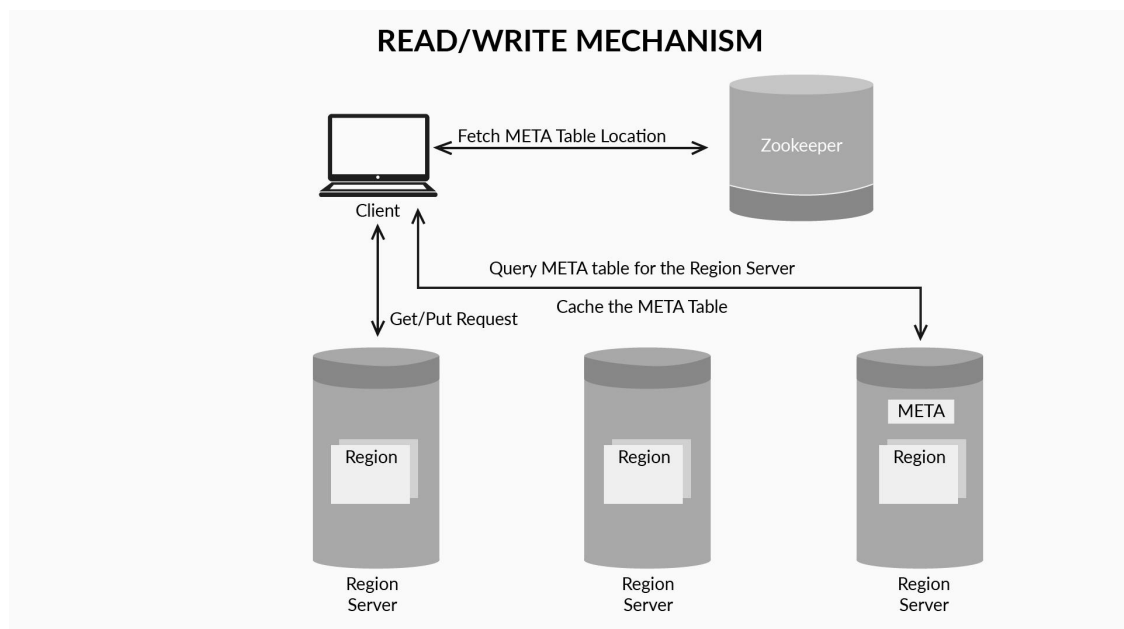 READ/WRITE MECHANISM
Fetch META Table Location
Zookeeper
Client
Query META table for the Region Server
Cache the META Table
Get/Put Request
META
Region
Region
Region
Region
Server
Region
Server
Region
Server